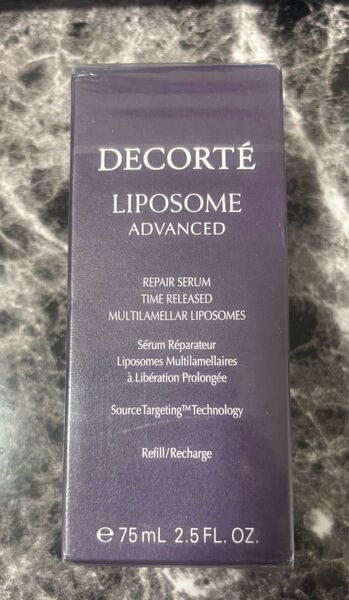 DECORTÉ
LIPOSOME
ADVANCED
REPAIR SERUM
TIME RELEASED
MULTILAMELLAR LIPOSOMES
Sérum Réparateur
Liposomes Multilamellaires
à Libération Prolongée
SourceTargeting™Technology
Refill/Recharge
℮ 75 mL 2.5 FL. OZ.